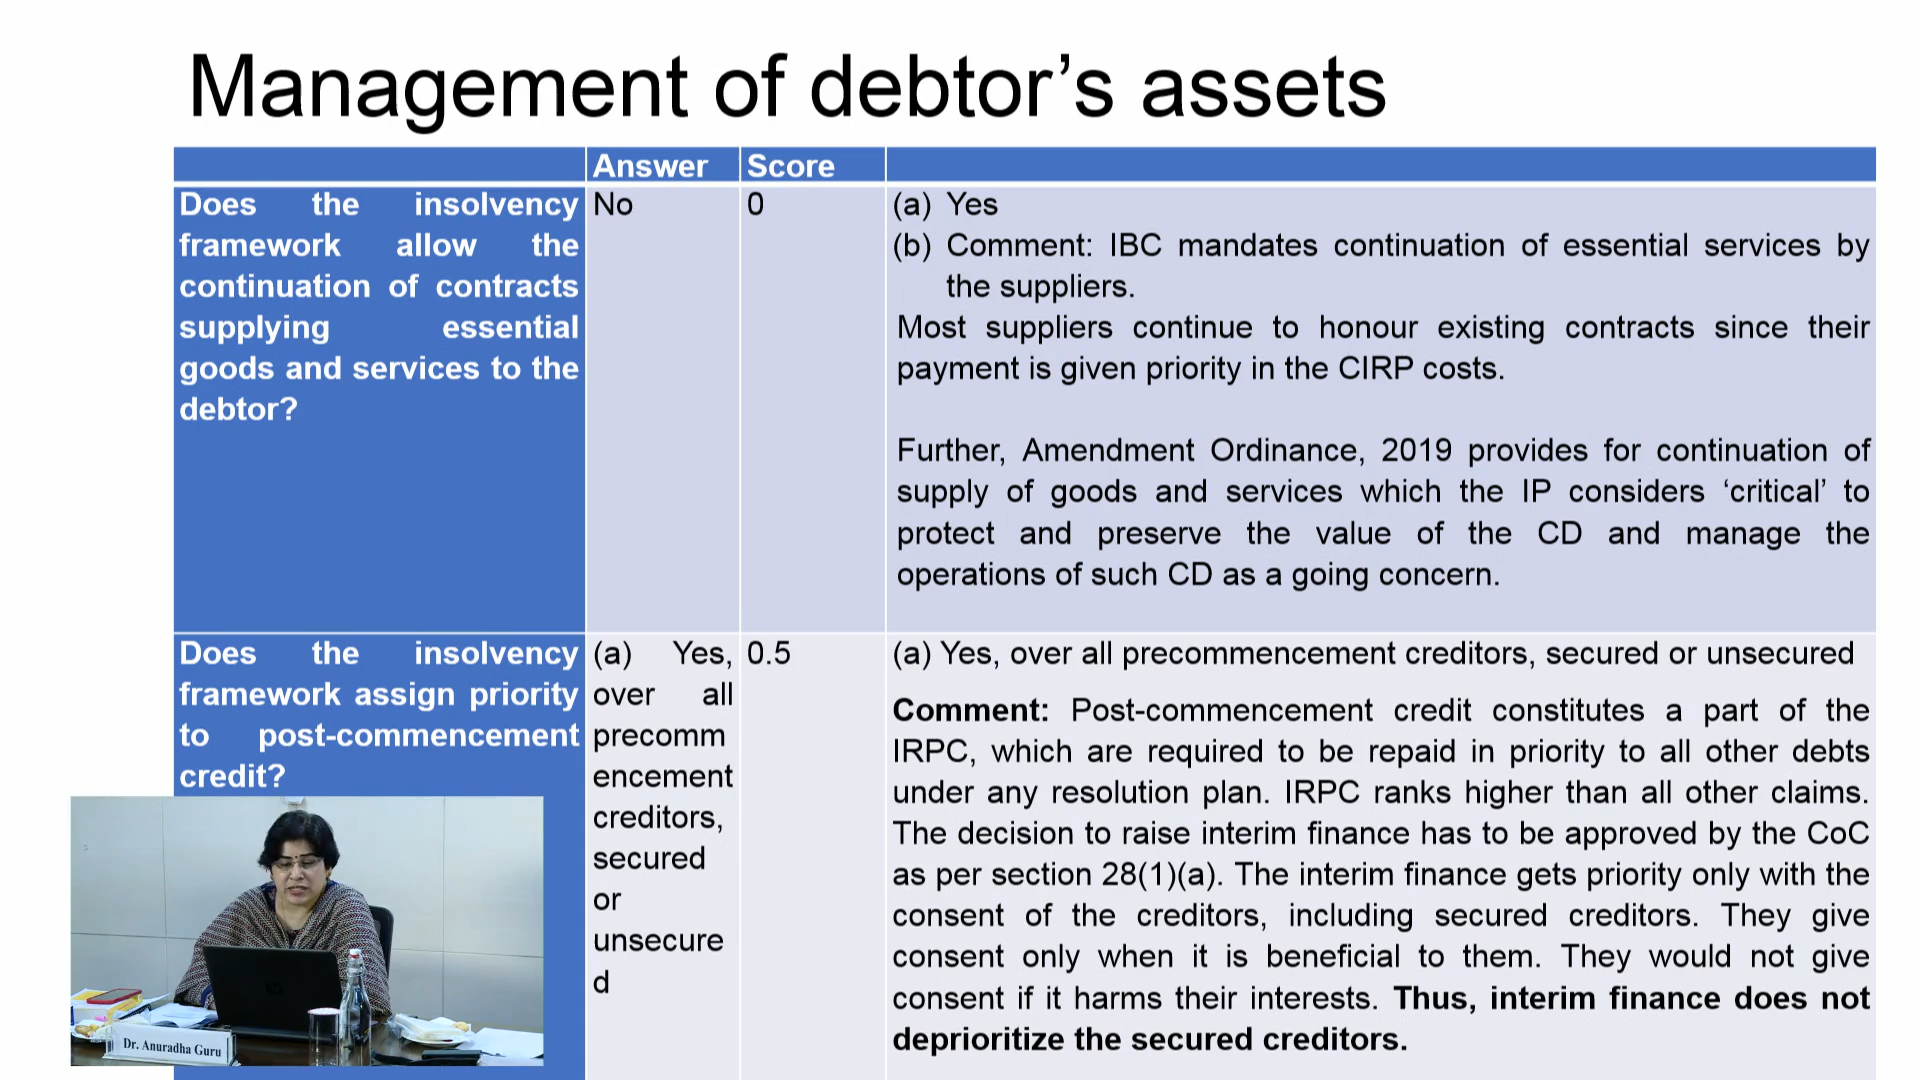 Management of debtor’s assets
Answer
Score
Does the insolvency
framework allow the
continuation of contracts
supplying essential
goods and services to the
debtor?
No
0
(a) Yes
(b) Comment: IBC mandates continuation of essential services by
the suppliers.
Most suppliers continue to honour existing contracts since their
payment is given priority in the CIRP costs.
Further, Amendment Ordinance, 2019 provides for continuation of
supply of goods and services which the IP considers ‘critical’ to
protect and preserve the value of the CD and manage the
operations of such CD as a going concern.
Does the insolvency
framework assign priority
to post-commencement
credit?
(a) Yes,
over all
precomm
encement
creditors,
secured
or
unsecure
d
0.5
(a) Yes, over all precommencement creditors, secured or unsecured
Comment: Post-commencement credit constitutes a part of the
IRPC, which are required to be repaid in priority to all other debts
under any resolution plan. IRPC ranks higher than all other claims.
The decision to raise interim finance has to be approved by the CoC
as per section 28(1)(a). The interim finance gets priority only with the
consent of the creditors, including secured creditors. They give
consent only when it is beneficial to them. They would not give
consent if it harms their interests. Thus, interim finance does not
deprioritize the secured creditors.
Dr. Anuradha Guru